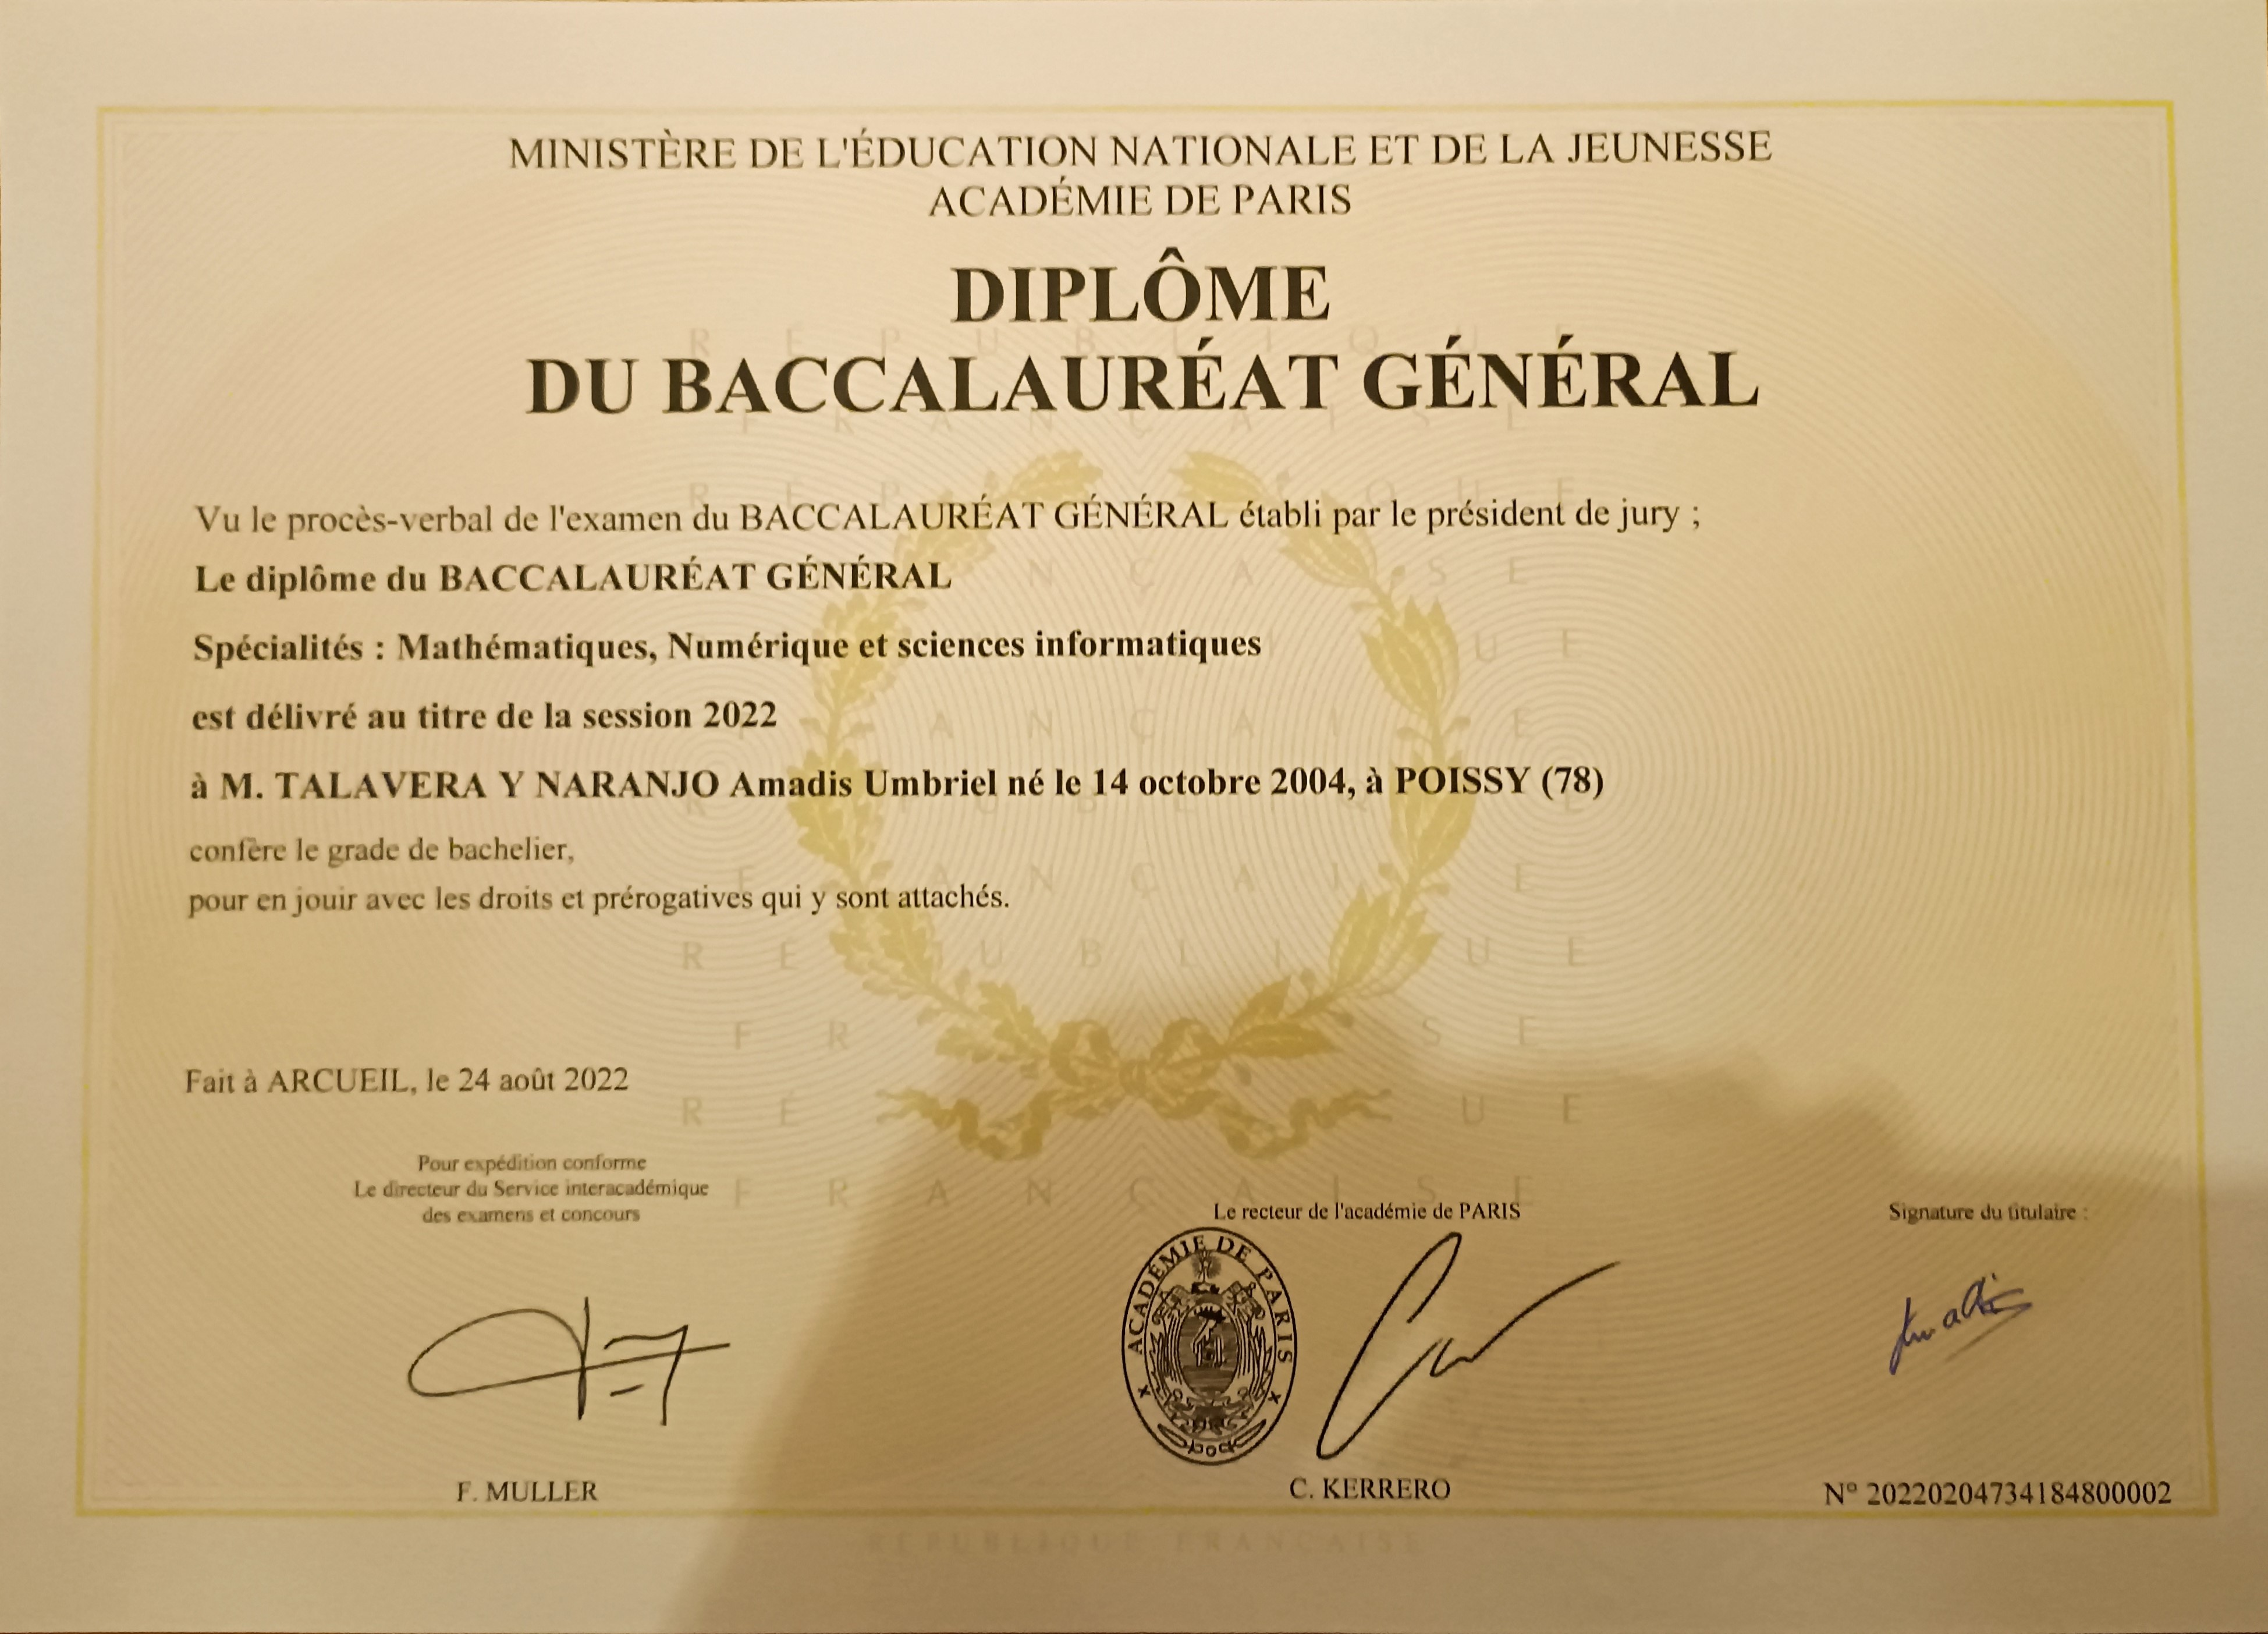 MINISTÈRE DE L'ÉDUCATION NATIONALE ET DE LA JEUNESSE
ACADÉMIE DE PARIS
DIPLÔME
DU BACCALAURÉAT GÉNÉRAL
Vu le procès-verbal de l'examen du BACCALAURÉAT GÉNÉRAL établi par le président de jury ;
Le diplôme du BACCALAURÉAT GÉNÉRAL
Spécialités : Mathématiques, Numérique et sciences informatiques
est délivré au titre de la session 2022
à M. TALAVERA Y NARANJO Amadis Umbriel né le 14 octobre 2004, à POISSY (78)
confère le grade de bachelier,
pour en jouir avec les droits et prérogatives qui y sont attachés.
Fait à ARCUEIL, le 24 août 2022
Pour expédition conforme
Le directeur du Service interacadémique
des examens et concours
Le recteur de l'académie de PARIS
Signature du titulaire :
ACADÉMIE DE PARIS
Amadis
F. MULLER
C. KERRERO
N° 20220204734184800002
RÉPUBLIQUE FRANÇAISE